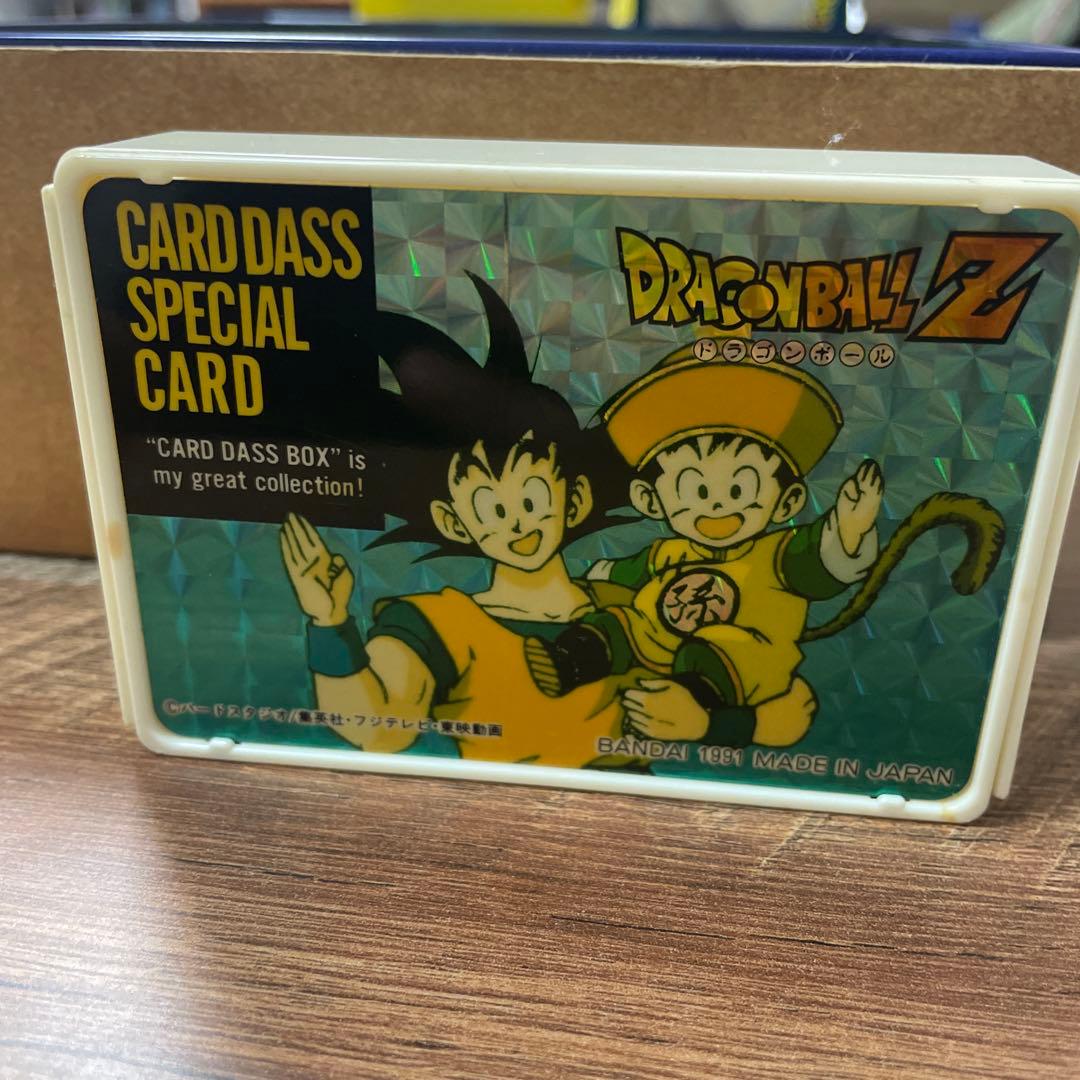 CARDDASS
SPECIAL
CARD
"CARD DASS BOX" is
my great collection!
DRAGONBALL Z
ドラゴンボール
孫
©バードスタジオ/集英社・フジテレビ・東映動画
BANDAI 1991 MADE IN JAPAN